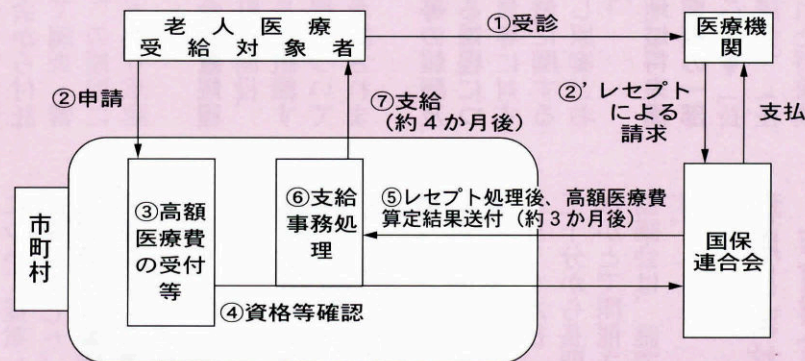 老人医療
受給対象者
①受診
医療機
関
②申請
⑦支給
(約4か月後)
②'レセプト
による
請求
支払
市町村
③高額
医療費
の受付
等
⑥支給
事務処
理
⑤レセプト処理後、高額医療費
算定結果送付(約3か月後)
国保
連合会
④資格等確認